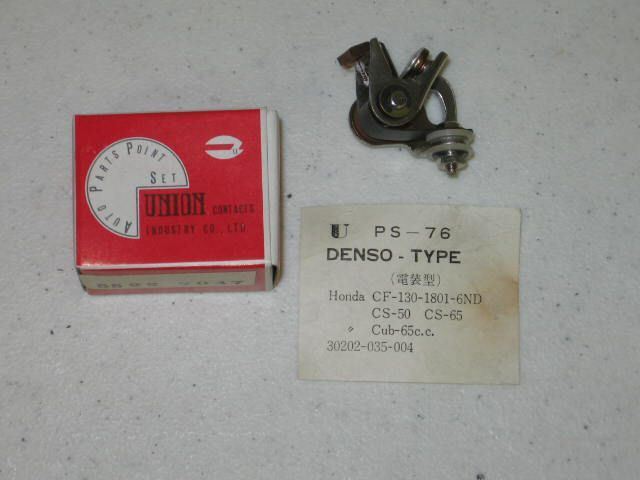 AUTO PARTS POINT
SET
UNION CONTACTS
INDUSTRY CO., LTD.
U PS-76
DENSO - TYPE
(電装型)
Honda CF-130-1801-6ND
CS-50 CS-65
〃 Cub-65c.c.
30202-035-004